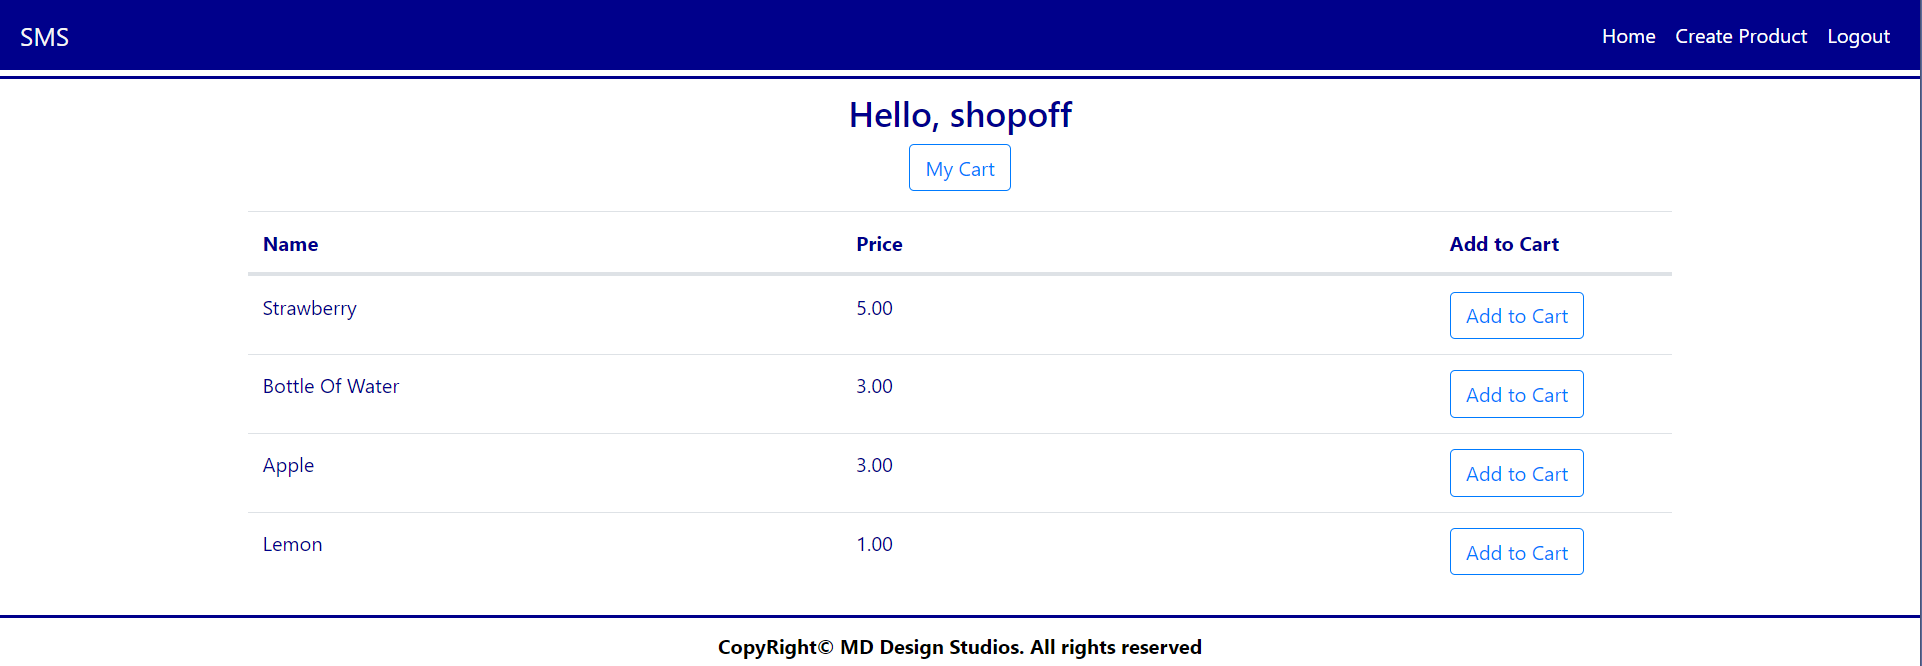 SMS Home Create Product Logout
Hello, shopoff
My Cart
Name Price Add to Cart
Strawberry 5.00 Add to Cart
Bottle Of Water 3.00 Add to Cart
Apple 3.00 Add to Cart
Lemon 1.00 Add to Cart
CopyRight© MD Design Studios. All rights reserved